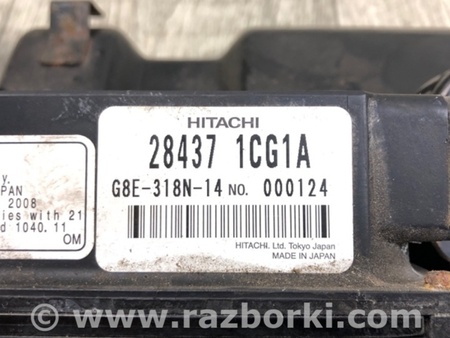 HITACHI
28437 1CG1A
G8E-318N-14 NO. 000124
HITACHI, Ltd. Tokyo Japan
MADE IN JAPAN
y.
PAN
2008
ies with 21
d 1040.11
OM
www.razborki.com